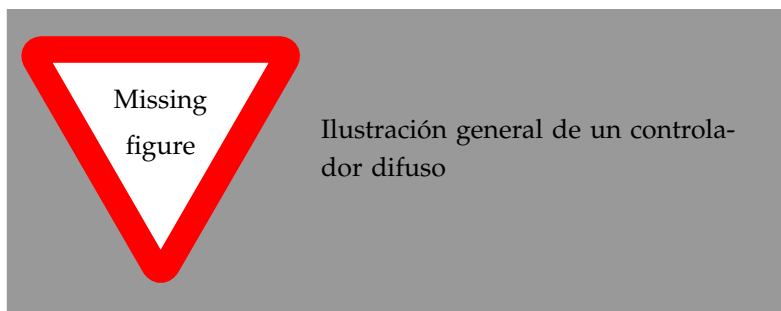 Missing
figure
Ilustración general de un controla-
dor difuso